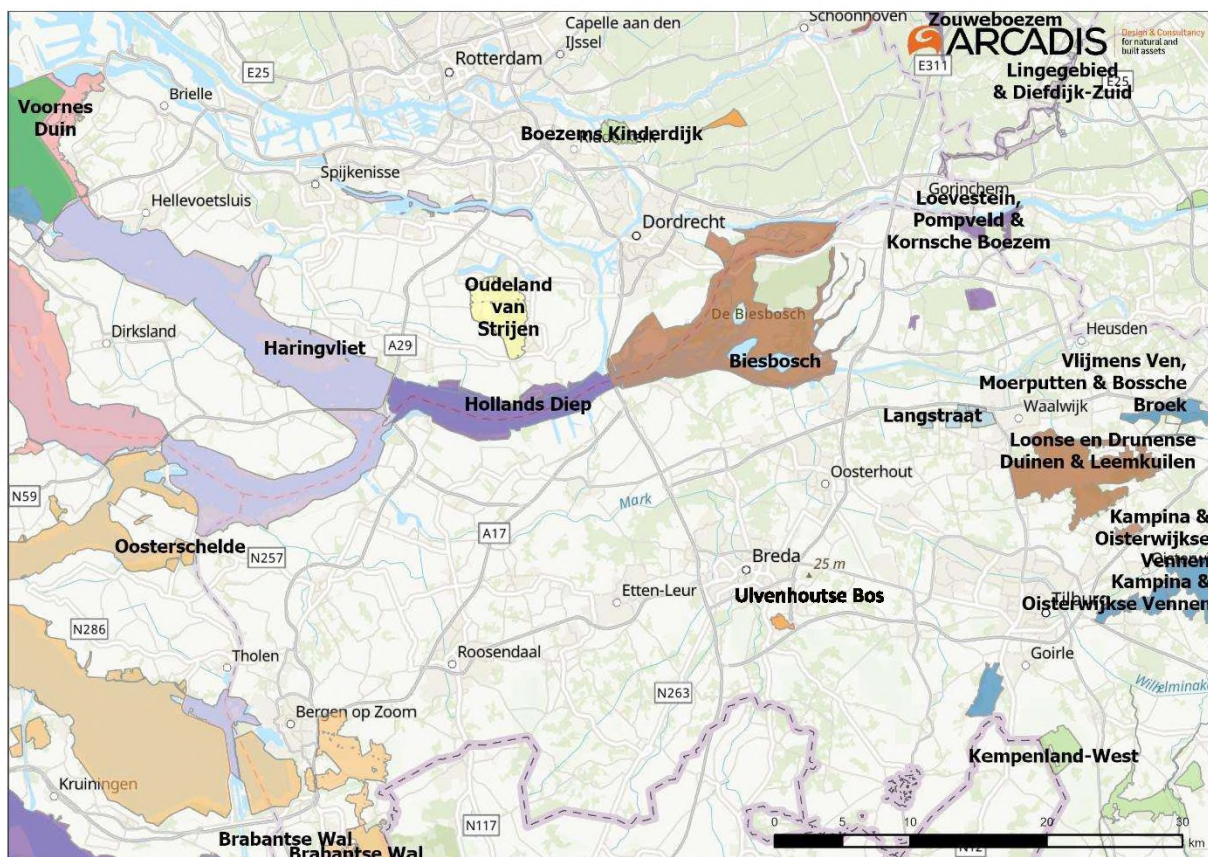 Capelle aan den
IJssel
Schoonhoven
Zouweboezem
ARCADIS
Design & Consultancy
for natural and
built assets
E311
Rotterdam
E25
Lingegebied
& Diefdijk-Zuid
E25
Voornes
Duin
Brielle
Boezems Kinderdijk
Spijkenisse
Hellevoetsluis
Gorinchem
Loevestein,
Pompveld &
Kornsche Boezem
Dordrecht
Oudeland
van
Strijen
De Biesbosch
Dirksland
Haringvliet
A29
Biesbosch
Heusden
Vlijmens Ven,
Moerputten & Bossche
Broek
Hollands Diep
Langstraat
Waalwijk
Loonse en Drunense
Duinen & Leemkuilen
N59
Oosterhout
Mark
A17
Oosterschelde
N257
Kampina &
Oisterwijkse
Vennen
Kampina &
Oisterwijkse Vennen
Breda
25 m
Etten-Leur
Ulvenhoutse Bos
Tilburg
N286
Tholen
Roosendaal
Goirle
N263
Bergen op Zoom
Kempenland-West
Kruiningen
N117
Brabantse Wal
Brabantse Wal
0 5 10 20 30
km
N12